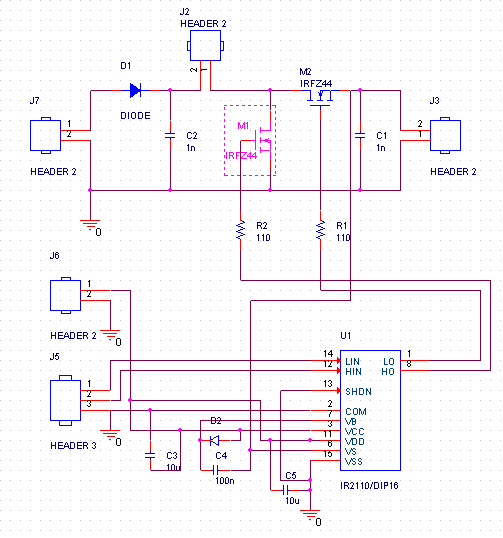 J2
HEADER 2
2
1
D1
DIODE
M2
IRFZ44
J7
1
2
HEADER 2
C2
1n
M1
IRFZ44
C1
1n
J3
2
1
HEADER 2
0
R2
110
R1
110
J6
1
2
HEADER 2
0
U1
J5
1
2
3
HEADER 3
0
14
LIN
LO
1
12
HIN
HO
8
13
SHDN
2
COM
7
VB
3
VCC
11
VDD
6
VS
15
VSS
IR2110/DIP16
D2
C3
10u
C4
100n
C5
10u
0